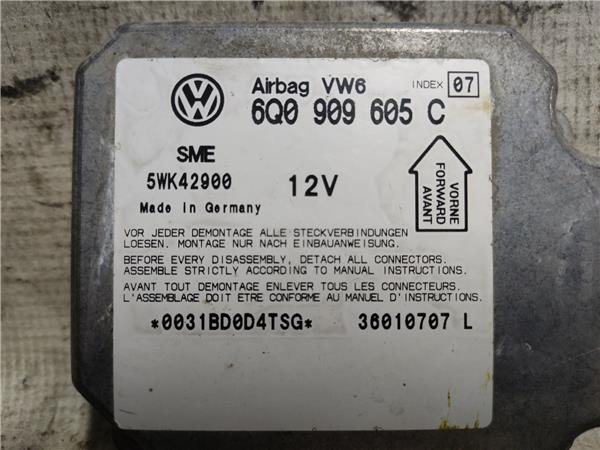 VW
Airbag VW6
INDEX 07
6Q0 909 605 C
SME
5WK42900
12V
Made in Germany
VORNE
FORWARD
AVANT
VOR JEDER DEMONTAGE ALLE STECKVERBINDUNGEN
LOESEN. MONTAGE NUR NACH EINBAUANWEISUNG.
BEFORE EVERY DISASSEMBLY, DETACH ALL CONNECTORS.
ASSEMBLE STRICTLY ACCORDING TO MANUAL INSTRUCTIONS.
AVANT TOUT DEMONTAGE ENLEVER TOUS LES CONNECTEURS.
L'ASSEMBLAGE DOIT ETRE CONFORME AU MANUEL D'INSTRUCTIONS.
*0031BD0D4TSG* 36010707 L